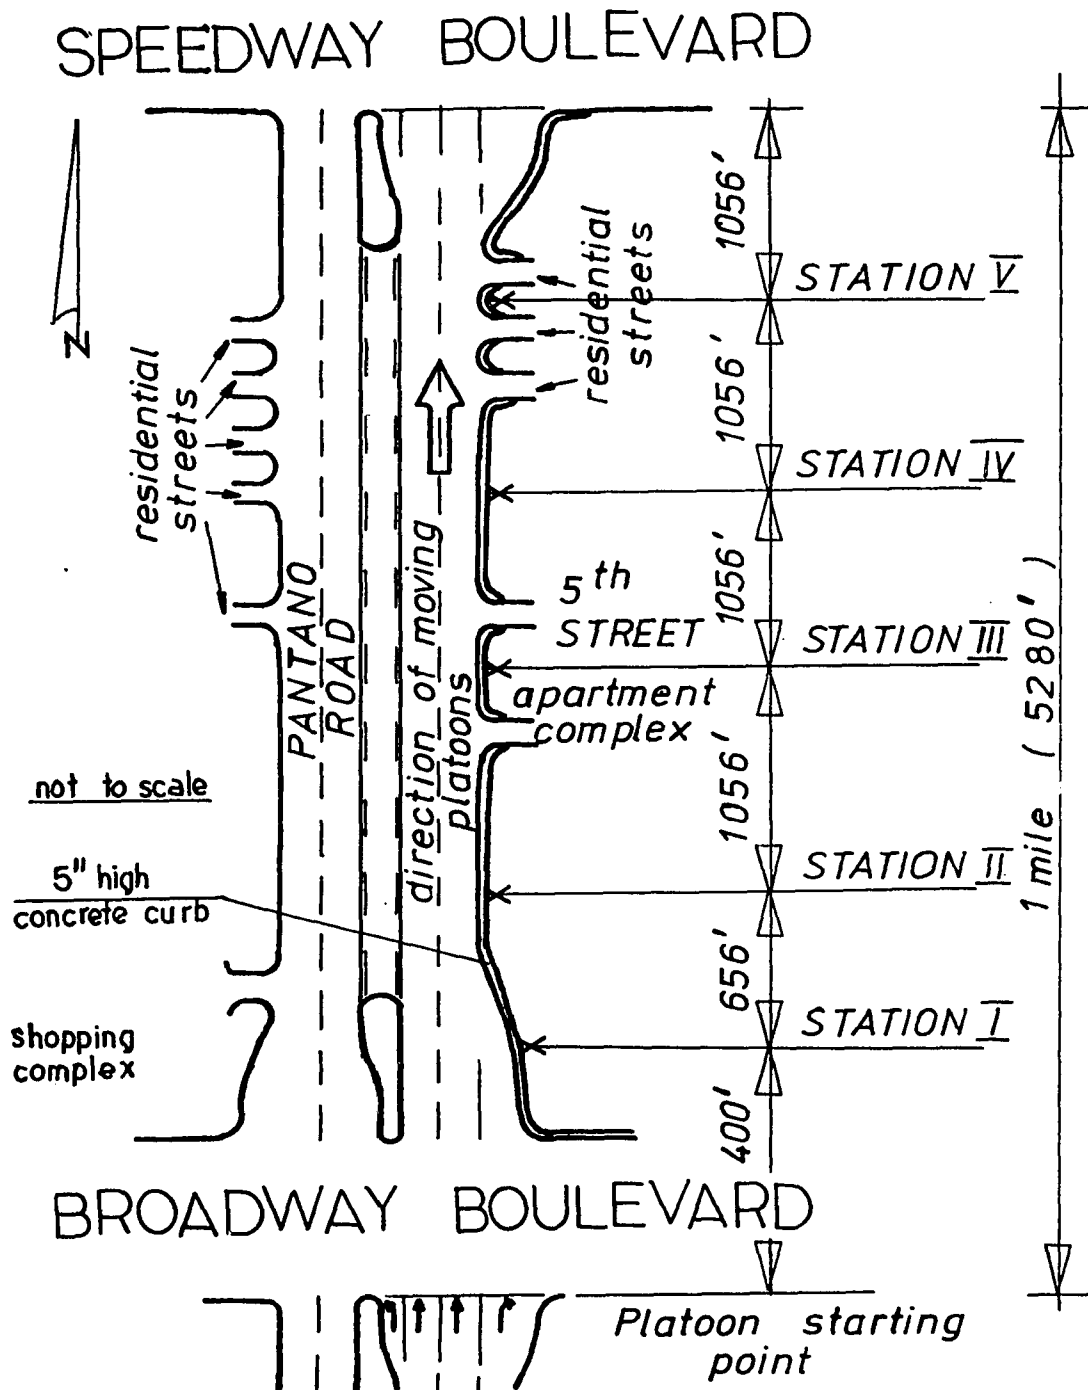 SPEEDWAY BOULEVARD
N
1056'
residential
streets
STATION V
residential
streets
1056'
STATION IV
1056'
5th
STREET
STATION III
PANTANO
ROAD
direction of moving
platoons
apartment
complex
1056'
1 mile (5280')
not to scale
5" high
concrete curb
STATION II
656'
STATION I
shopping
complex
400'
BROADWAY BOULEVARD
Platoon starting
point